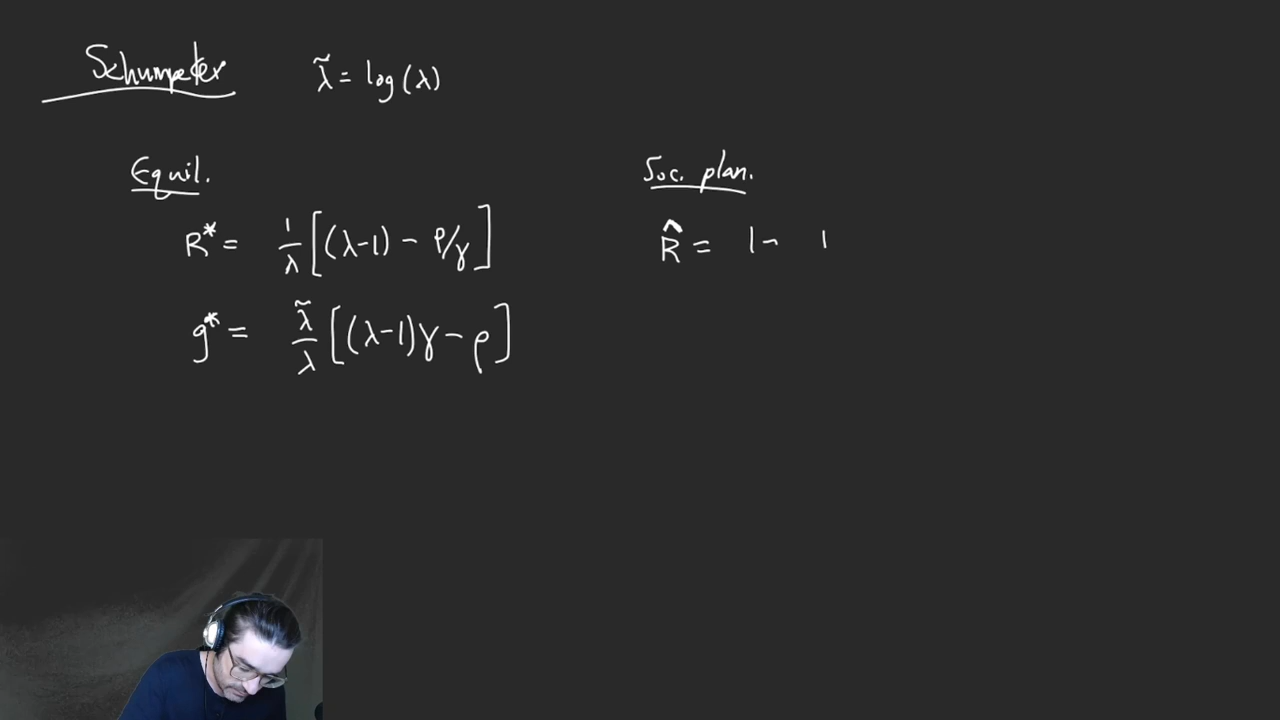 Schumpeter λ̃ = log(λ)
Equil.
R* = 1/λ [(λ-1) - ρ/γ]
g* = λ̃/λ [(λ-1)γ - ρ]
Soc. plan.
R̂ = 1 - 1